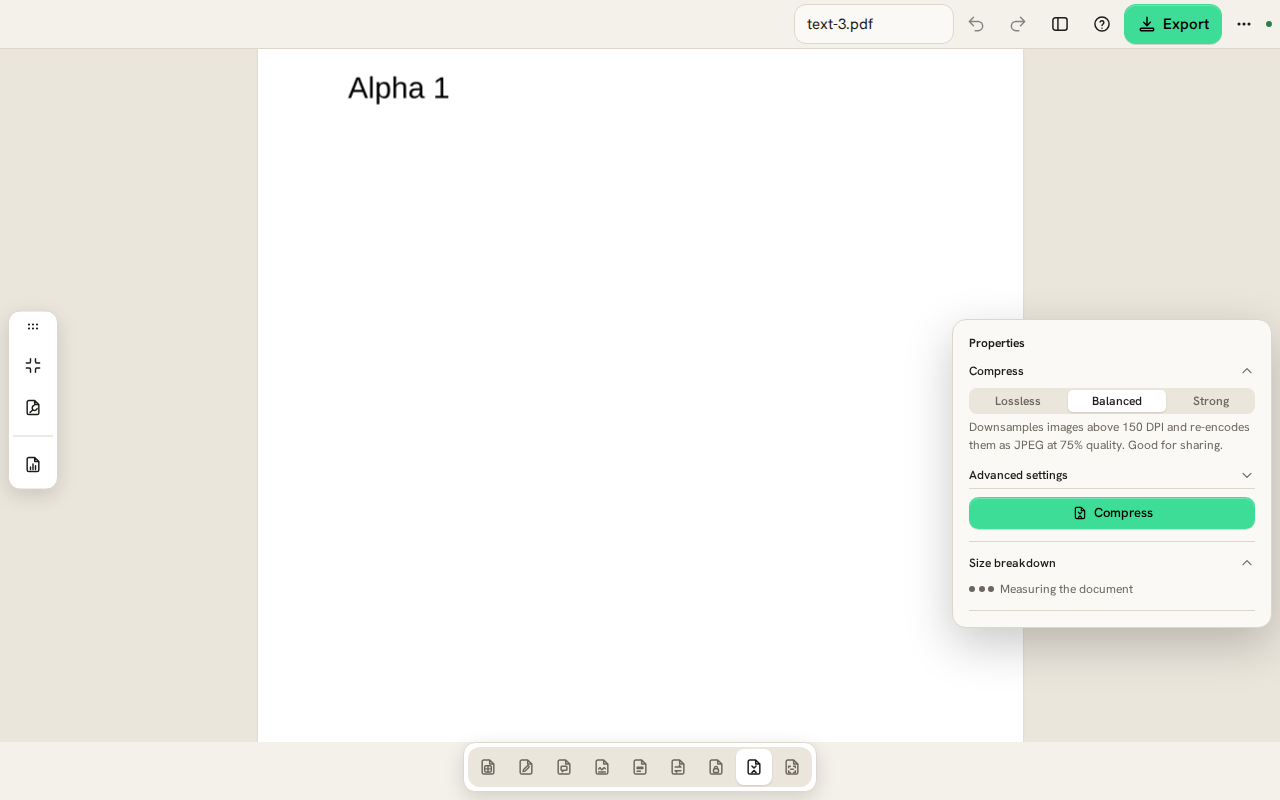 text-3.pdf
Export
Alpha 1
Properties
Compress
Lossless Balanced Strong
Downsamples images above 150 DPI and re-encodes
them as JPEG at 75% quality. Good for sharing.
Advanced settings
Compress
Size breakdown
Measuring the document